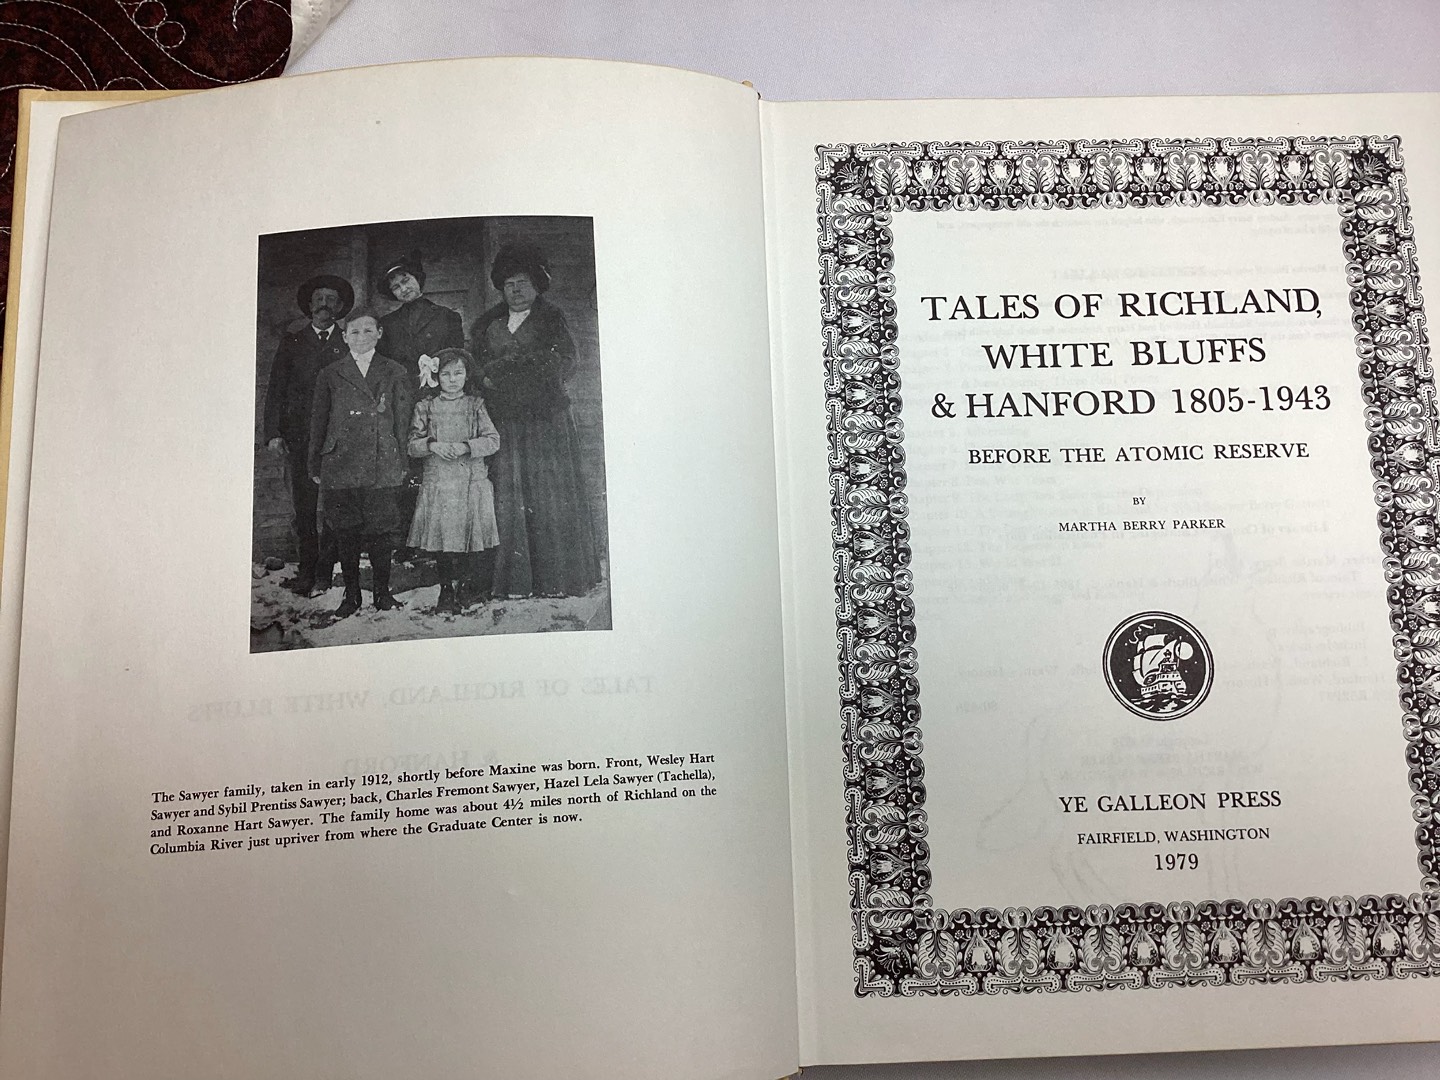 The Sawyer family, taken in early 1912, shortly before Maxine was born. Front, Wesley Hart
Sawyer and Sybil Prentiss Sawyer; back, Charles Fremont Sawyer, Hazel Lela Sawyer (Tachella),
and Roxanne Hart Sawyer. The family home was about 4½ miles north of Richland on the
Columbia River just upriver from where the Graduate Center is now.
TALES OF RICHLAND,
WHITE BLUFFS
& HANFORD 1805-1943
BEFORE THE ATOMIC RESERVE
BY
MARTHA BERRY PARKER
YE GALLEON PRESS
FAIRFIELD, WASHINGTON
1979